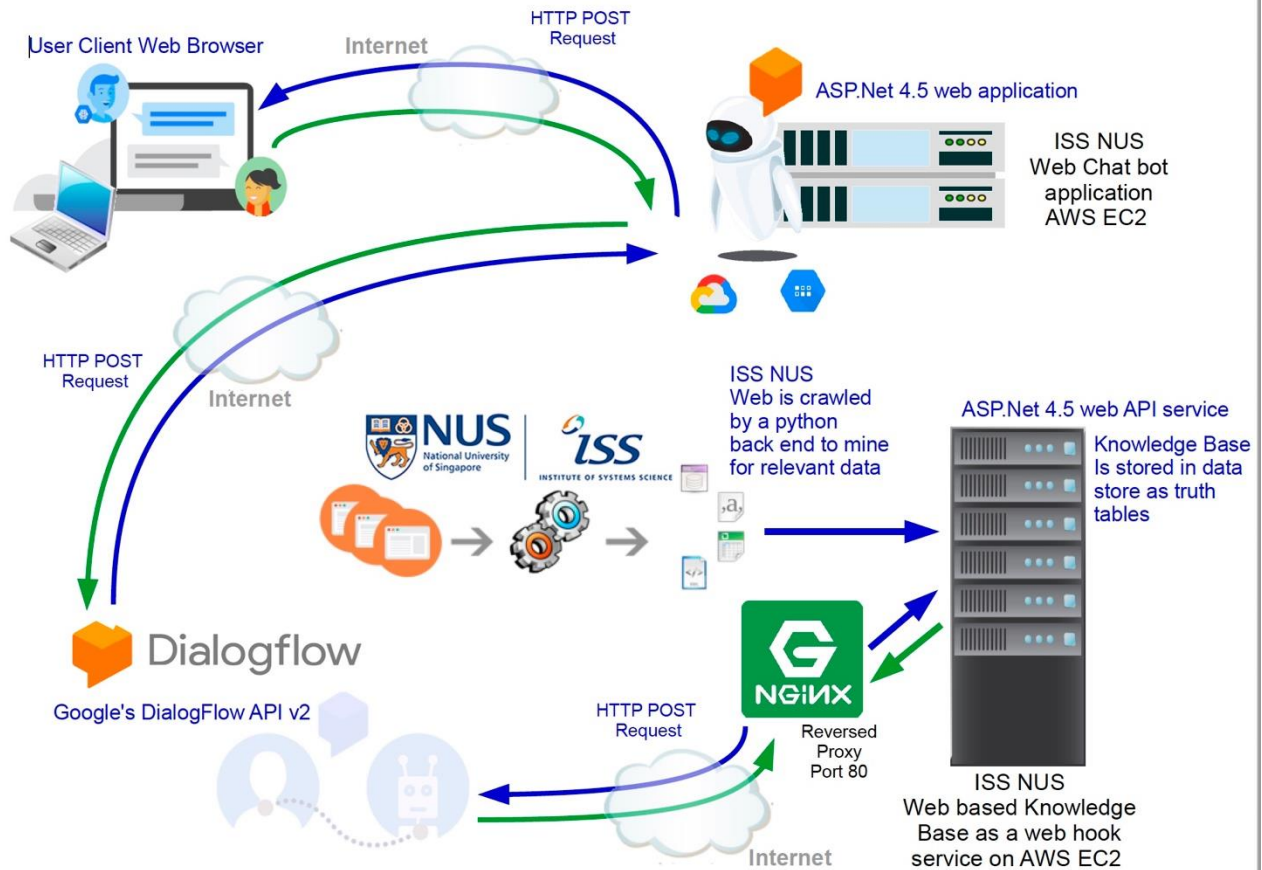 User Client Web Browser
Internet
HTTP POST
Request
ASP.Net 4.5 web application
ISS NUS
Web Chat bot
application
AWS EC2
HTTP POST
Request
Internet
NUS
National University
of Singapore
iSS
INSTITUTE OF SYSTEMS SCIENCE
,a,
</>
ISS NUS
Web is crawled
by a python
back end to mine
for relevant data
ASP.Net 4.5 web API service
Knowledge Base
Is stored in data
store as truth
tables
Dialogflow
Google's DialogFlow API v2
HTTP POST
Request
G
NGiNX
Reversed
Proxy
Port 80
Internet
ISS NUS
Web based Knowledge
Base as a web hook
service on AWS EC2